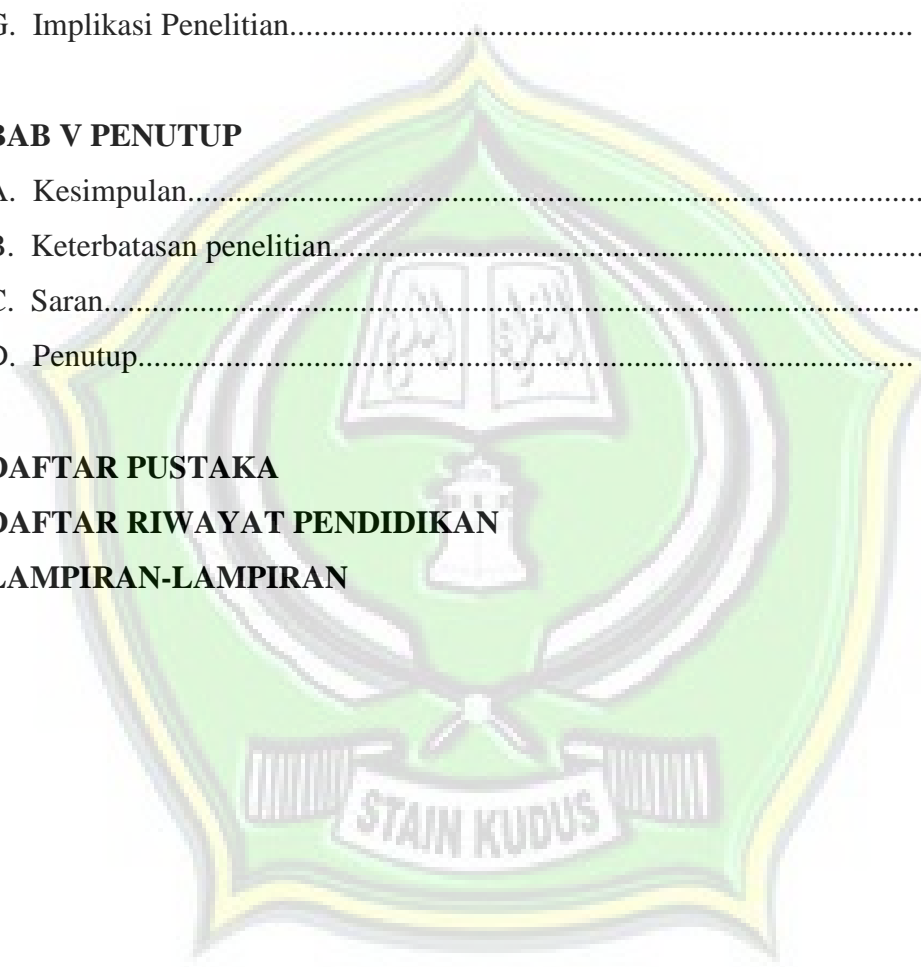 G. Implikasi Penelitian..............................................................................
BAB V PENUTUP
A. Kesimpulan............................................................................................
B. Keterbatasan penelitian..........................................................................
C. Saran.......................................................................................................
D. Penutup.................................................................................................
DAFTAR PUSTAKA
DAFTAR RIWAYAT PENDIDIKAN
LAMPIRAN-LAMPIRAN
STAIN KUDUS